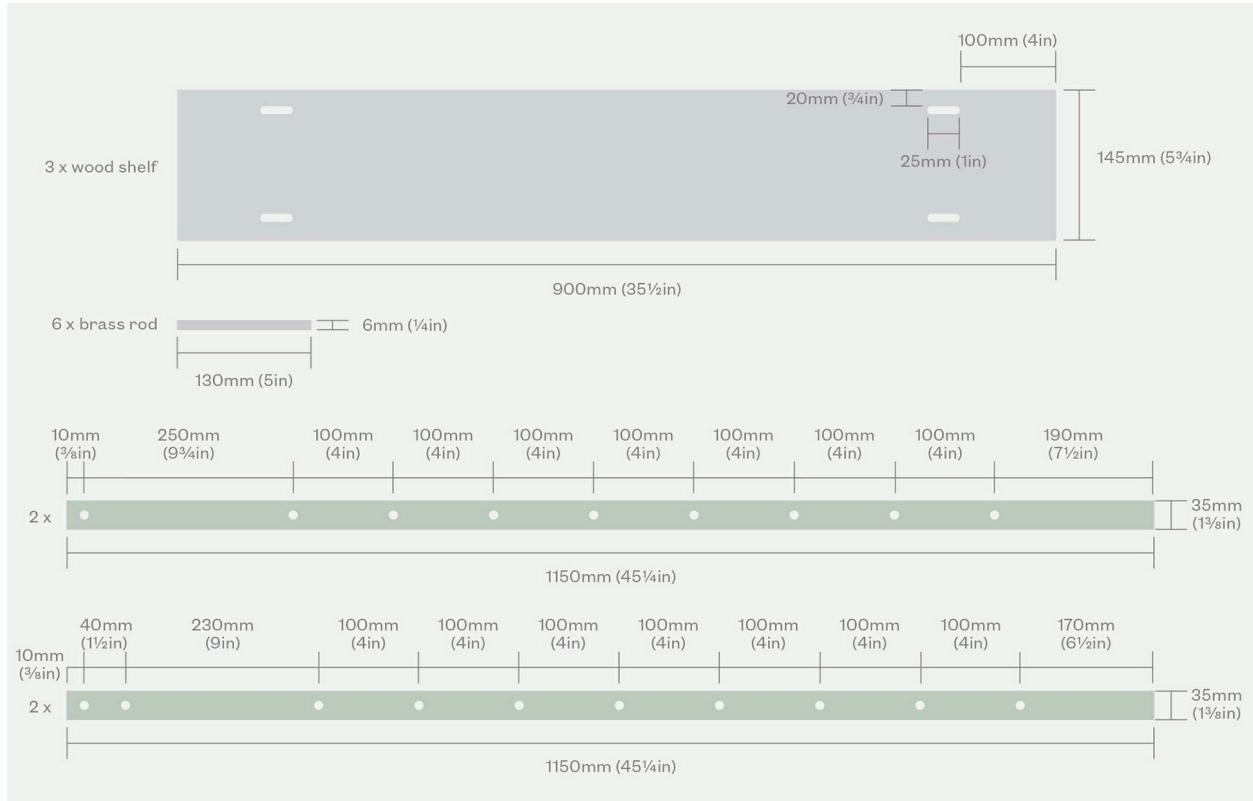 100mm (4in)
20mm (¾in)
25mm (1in)
3 x wood shelf
145mm (5¾in)
900mm (35½in)
6 x brass rod
6mm (¼in)
130mm (5in)
10mm
(⅜in)
250mm
(9¾in)
100mm
(4in)
100mm
(4in)
100mm
(4in)
100mm
(4in)
100mm
(4in)
100mm
(4in)
100mm
(4in)
190mm
(7½in)
2 x
35mm
(1⅜in)
1150mm (45¼in)
10mm
(⅜in)
40mm
(1½in)
230mm
(9in)
100mm
(4in)
100mm
(4in)
100mm
(4in)
100mm
(4in)
100mm
(4in)
100mm
(4in)
100mm
(4in)
170mm
(6½in)
2 x
35mm
(1⅜in)
1150mm (45¼in)